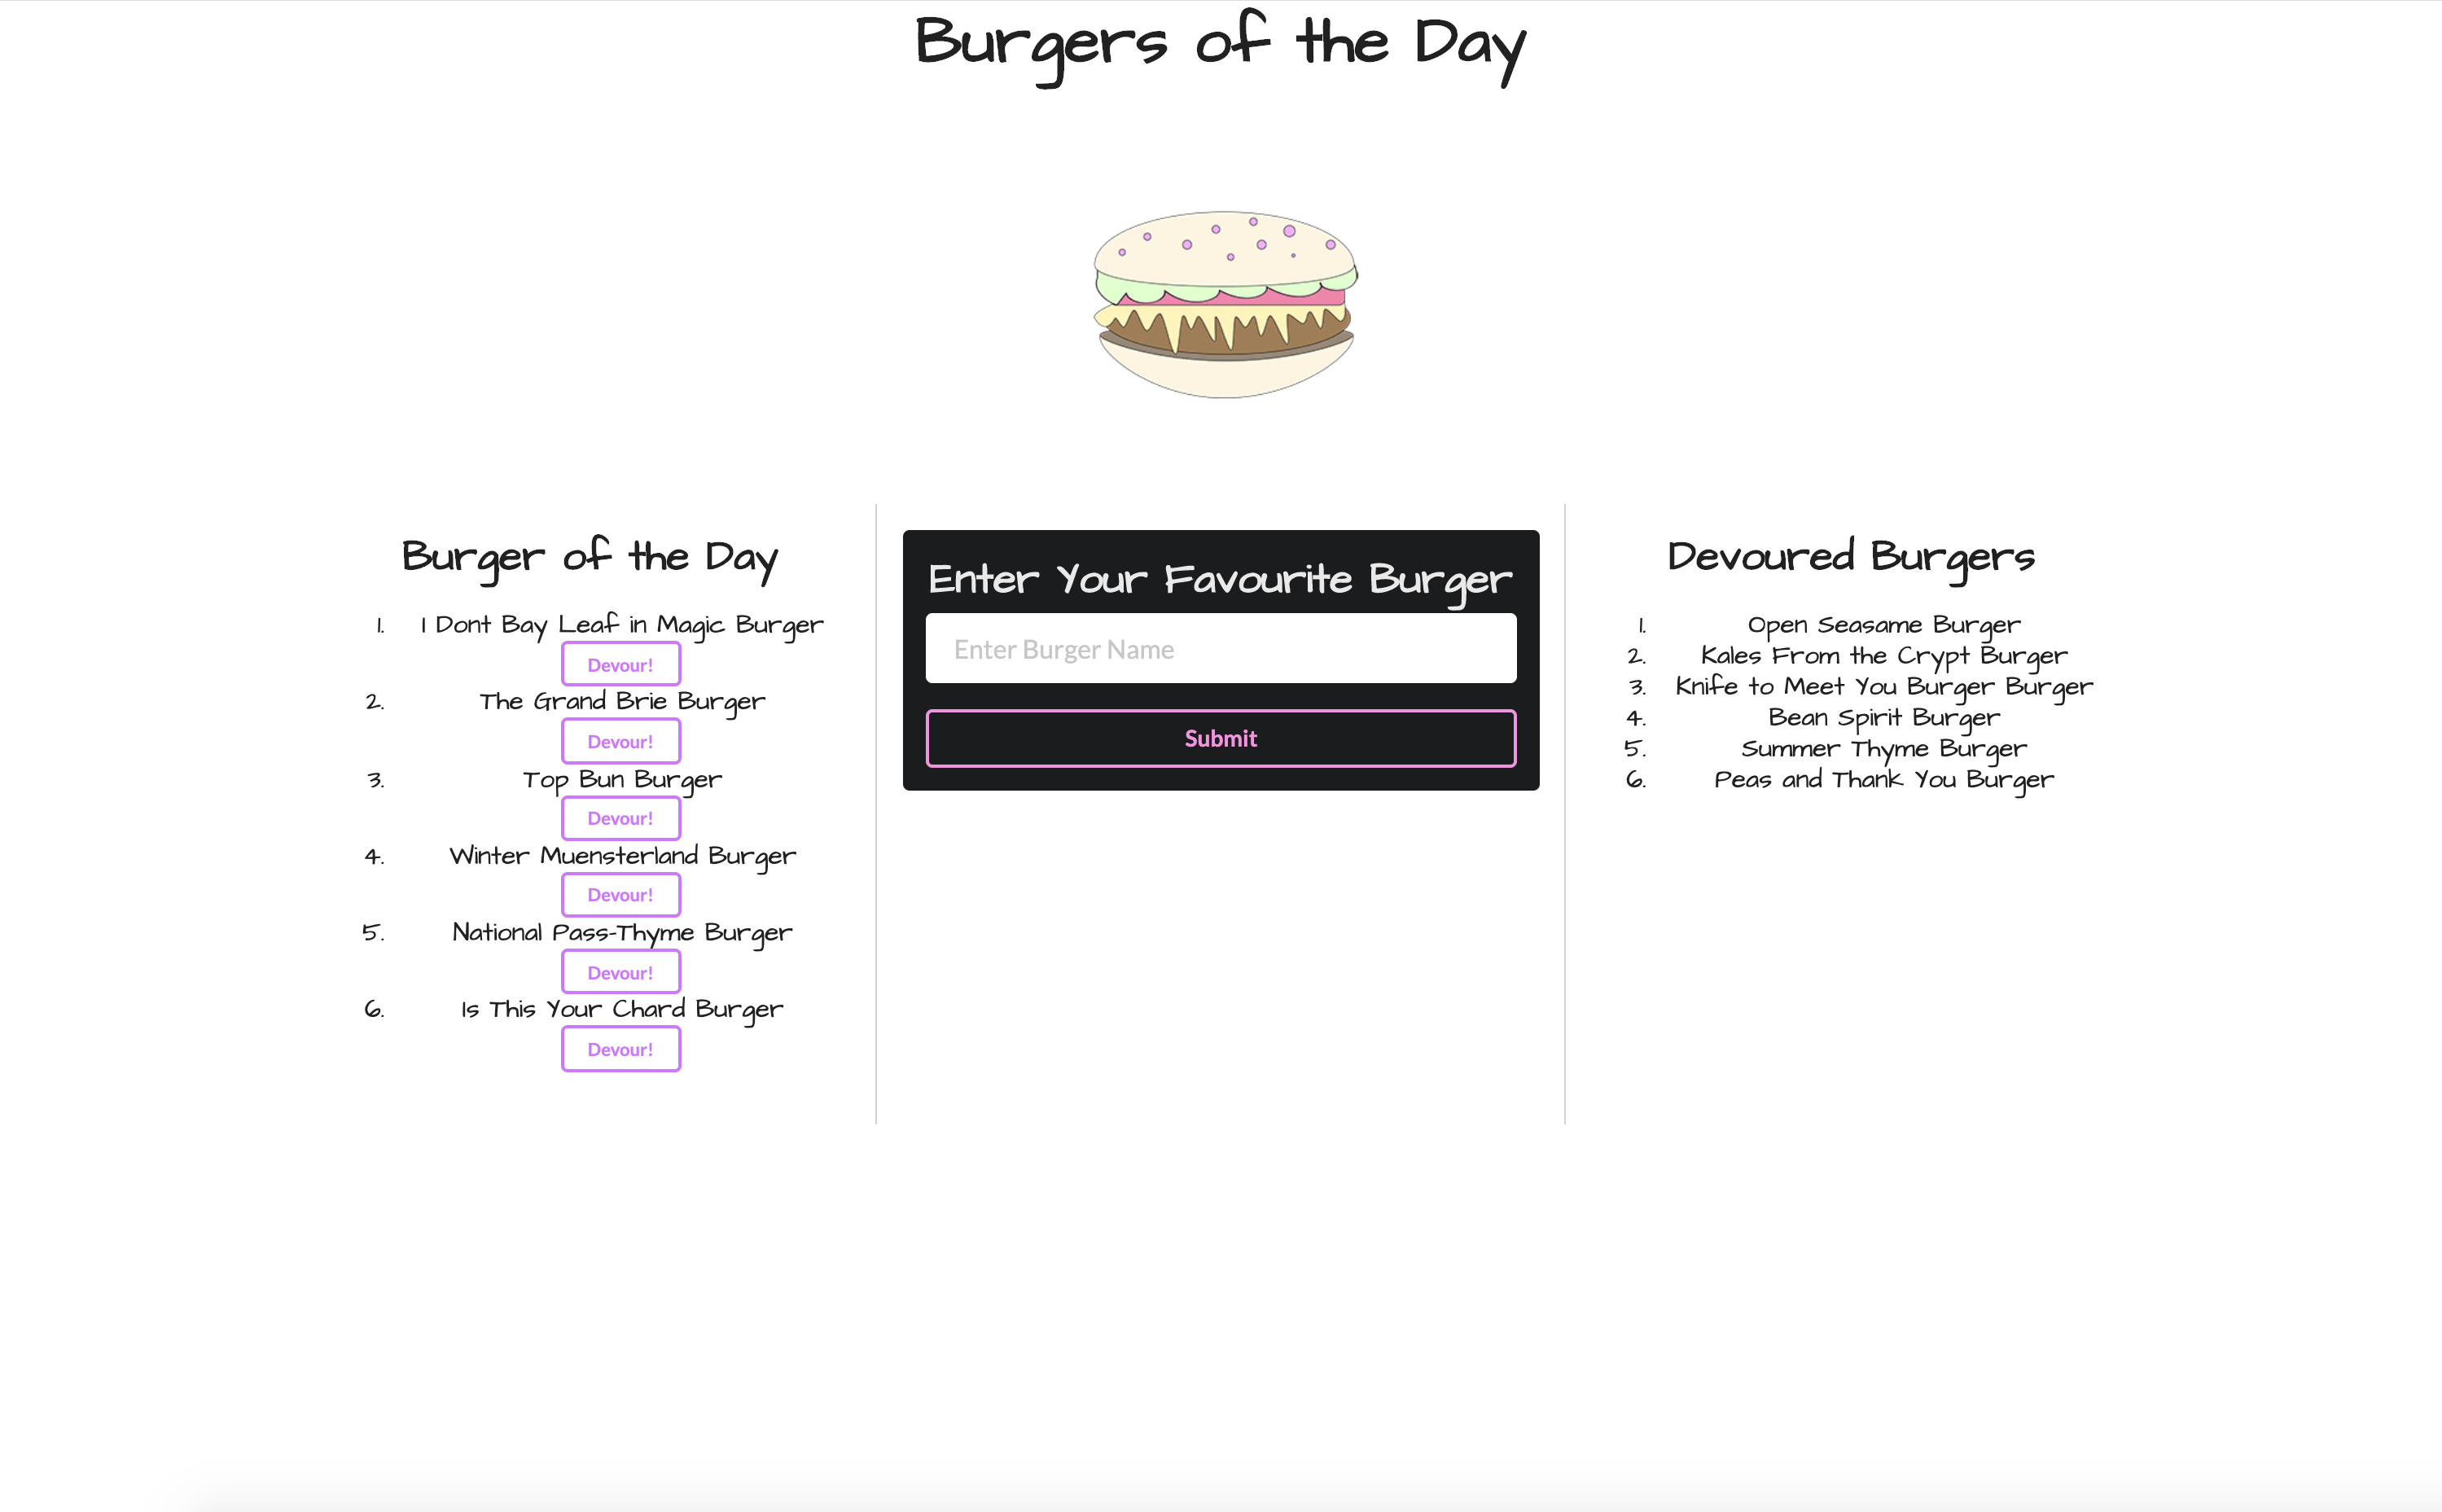 Burgers of the Day
Burger of the Day
1. I Dont Bay Leaf in Magic Burger
Devour!
2. The Grand Brie Burger
Devour!
3. Top Bun Burger
Devour!
4. Winter Muensterland Burger
Devour!
5. National Pass-Thyme Burger
Devour!
6. Is This Your Chard Burger
Devour!
Enter Your Favourite Burger
Enter Burger Name
Submit
Devoured Burgers
1. Open Seasame Burger
2. Kales From the Crypt Burger
3. Knife to Meet You Burger Burger
4. Bean Spirit Burger
5. Summer Thyme Burger
6. Peas and Thank You Burger